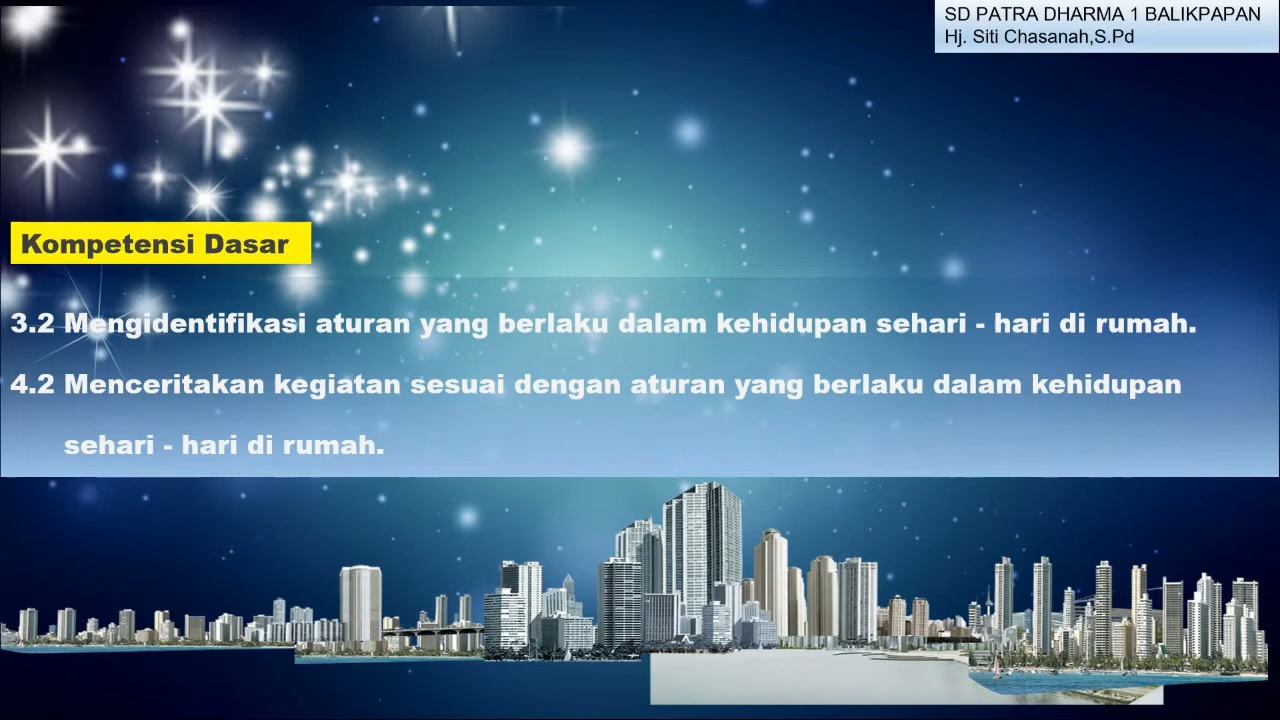 SD PATRA DHARMA 1 BALIKPAPAN
Hj. Siti Chasanah,S.Pd
Kompetensi Dasar
3.2 Mengidentifikasi aturan yang berlaku dalam kehidupan sehari - hari di rumah.
4.2 Menceritakan kegiatan sesuai dengan aturan yang berlaku dalam kehidupan
sehari - hari di rumah.